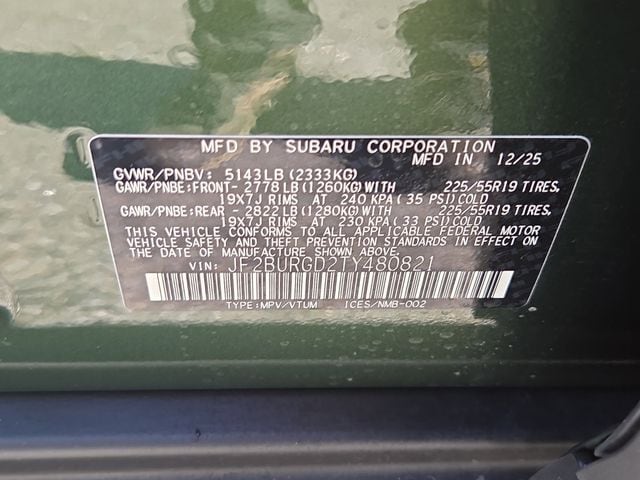 MFD BY SUBARU CORPORATION
MFD IN 12/25
GVWR/PNBV: 5143LB(2333KG)
GAWR/PNBE:FRONT-2778LB(1260KG)WITH 225/55R19 TIRES,
19X7J RIMS AT 240 KPA(35 PSI)COLD
GAWR/PNBE:REAR -2822LB(1280KG)WITH 225/55R19 TIRES,
19X7J RIMS AT 230 KPA(33 PSI)COLD
THIS VEHICLE CONFORMS TO ALL APPLICABLE FEDERAL MOTOR
VEHICLE SAFETY AND THEFT PREVENTION STANDARDS IN EFFECT ON
THE DATE OF MANUFACTURE SHOWN ABOVE.
VIN: JF2BURGD2TY480821
TYPE:MPV/VTUM ICES/NMB-002